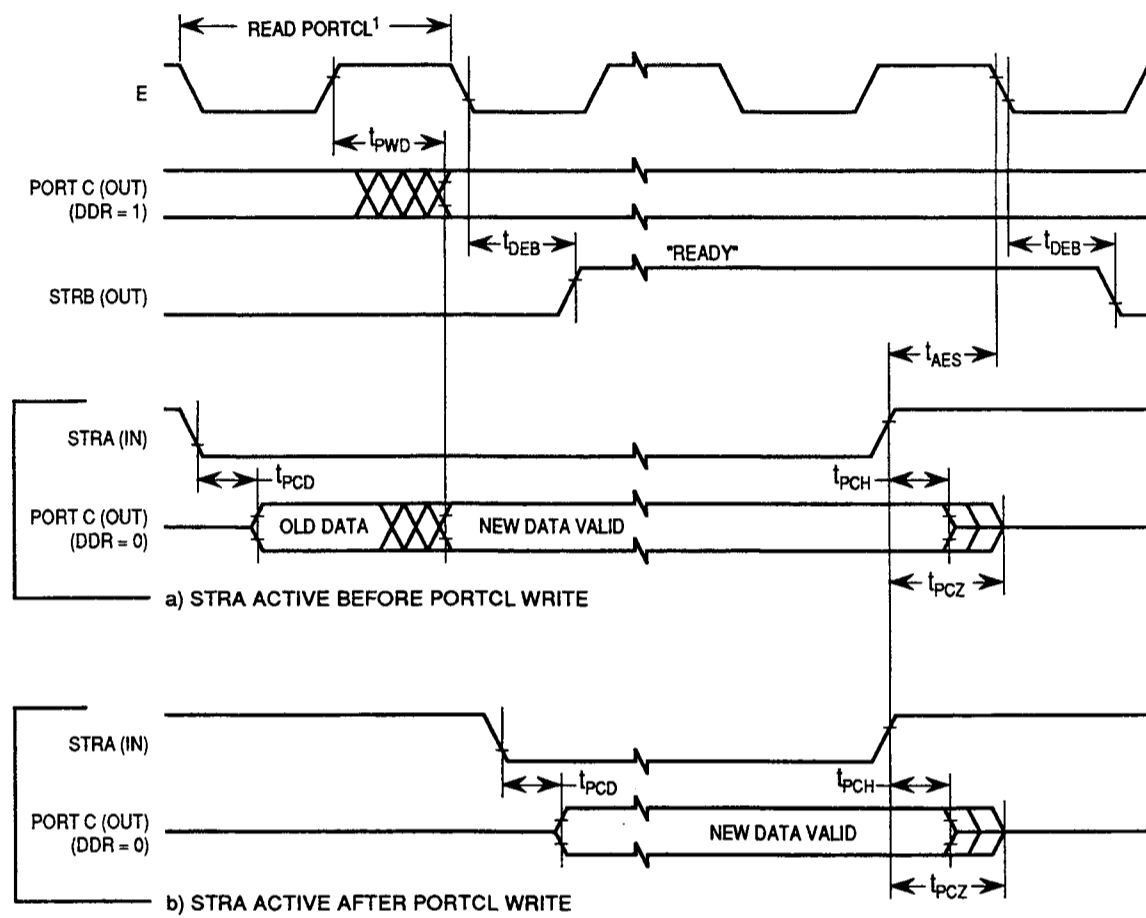 READ PORTCL¹
E
tPWD
PORT C (OUT)
(DDR = 1)
tDEB
"READY"
tDEB
STRB (OUT)
tAES
STRA (IN)
tPCD
tPCH
PORT C (OUT)
(DDR = 0)
OLD DATA
NEW DATA VALID
tPCZ
a) STRA ACTIVE BEFORE PORTCL WRITE
STRA (IN)
tPCD
tPCH
PORT C (OUT)
(DDR = 0)
NEW DATA VALID
tPCZ
b) STRA ACTIVE AFTER PORTCL WRITE